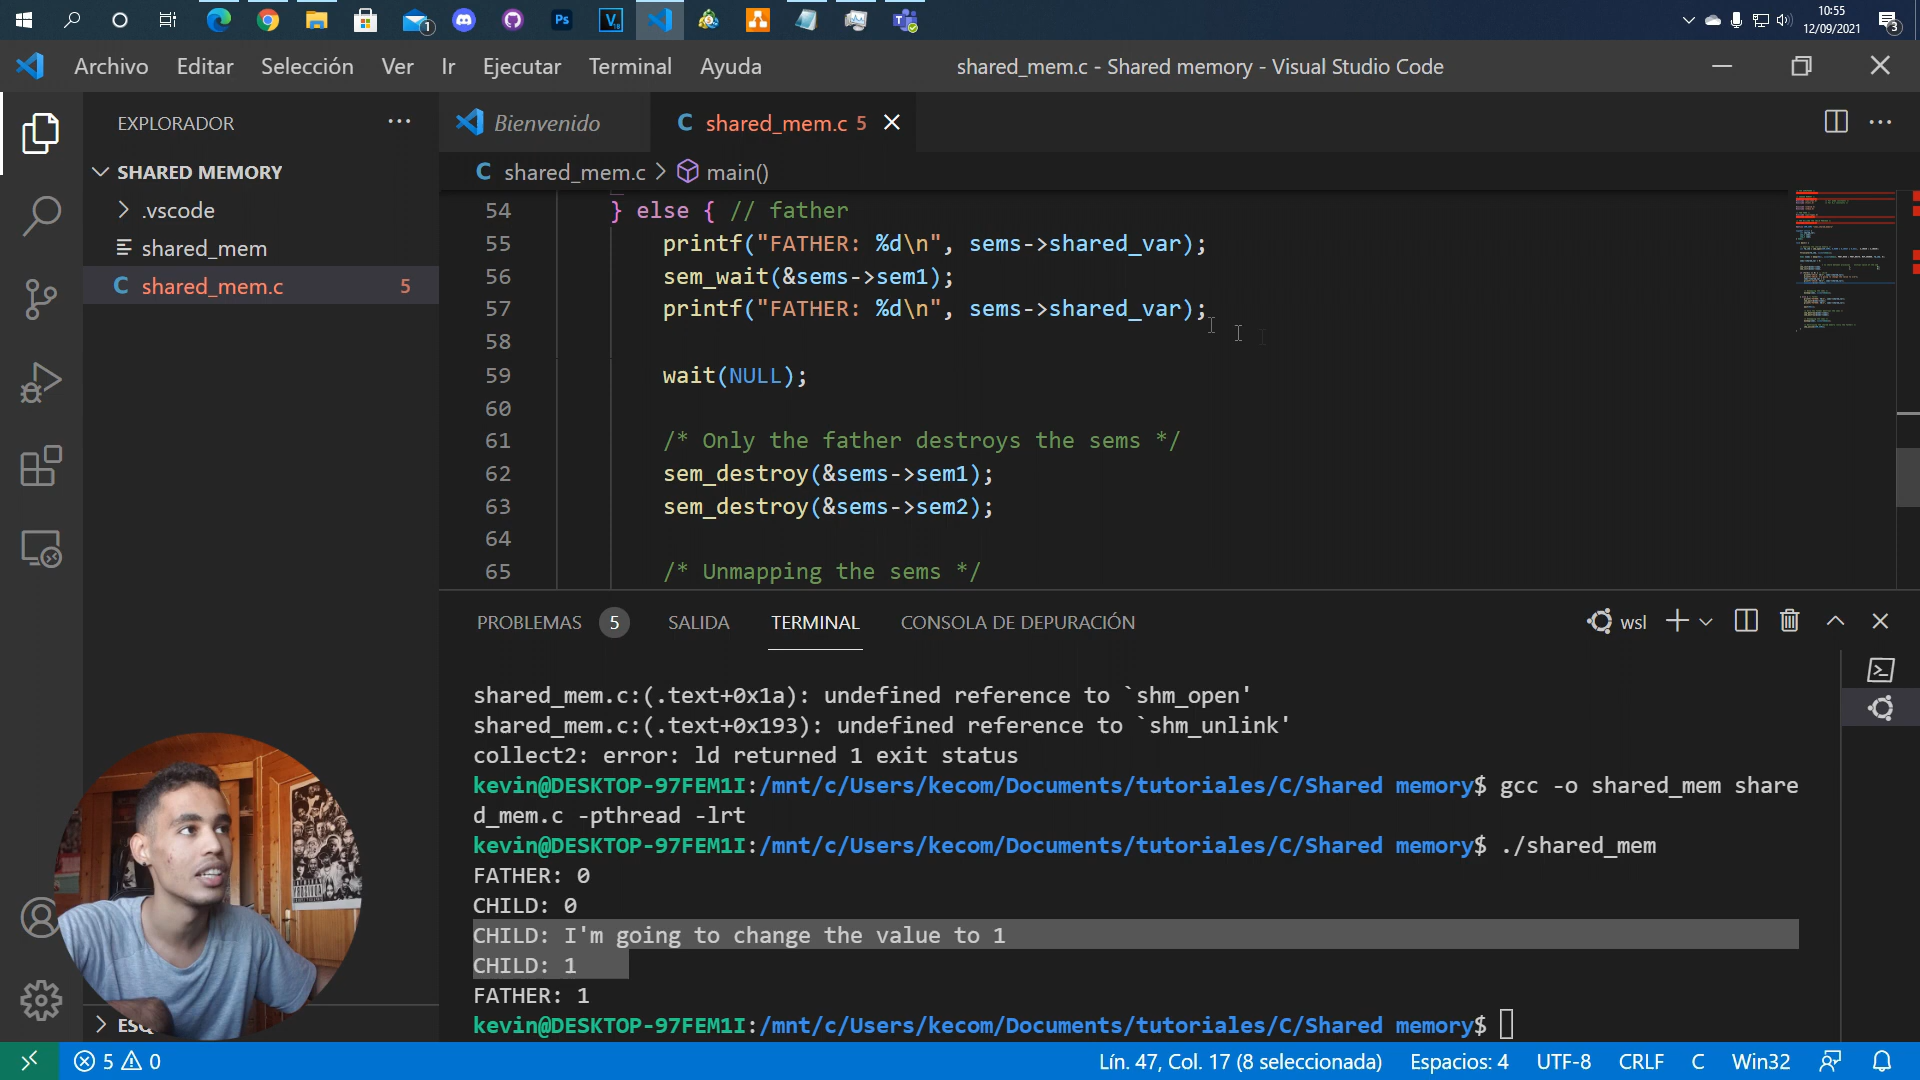 1
Ps
V
10:55
12/09/2021
3
Archivo Editar Selección Ver Ir Ejecutar Terminal Ayuda
shared_mem.c - Shared memory - Visual Studio Code
EXPLORADOR
SHARED MEMORY
.vscode
shared_mem
C shared_mem.c 5
Bienvenido
C shared_mem.c 5
C shared_mem.c > main()
54 } else { // father
55 printf("FATHER: %d\n", sems->shared_var);
56 sem_wait(&sems->sem1);
57 printf("FATHER: %d\n", sems->shared_var);
58
59 wait(NULL);
60
61 /* Only the father destroys the sems */
62 sem_destroy(&sems->sem1);
63 sem_destroy(&sems->sem2);
64
65 /* Unmapping the sems */
PROBLEMAS 5 SALIDA TERMINAL CONSOLA DE DEPURACIÓN
wsl
shared_mem.c:(.text+0x1a): undefined reference to `shm_open'
shared_mem.c:(.text+0x193): undefined reference to `shm_unlink'
collect2: error: ld returned 1 exit status
kevin@DESKTOP-97FEM1I:/mnt/c/Users/kecom/Documents/tutoriales/C/Shared memory$ gcc -o shared_mem share
d_mem.c -pthread -lrt
kevin@DESKTOP-97FEM1I:/mnt/c/Users/kecom/Documents/tutoriales/C/Shared memory$ ./shared_mem
FATHER: 0
CHILD: 0
CHILD: I'm going to change the value to 1
CHILD: 1
FATHER: 1
kevin@DESKTOP-97FEM1I:/mnt/c/Users/kecom/Documents/tutoriales/C/Shared memory$
5 0
Lín. 47, Col. 17 (8 seleccionada) Espacios: 4 UTF-8 CRLF C Win32